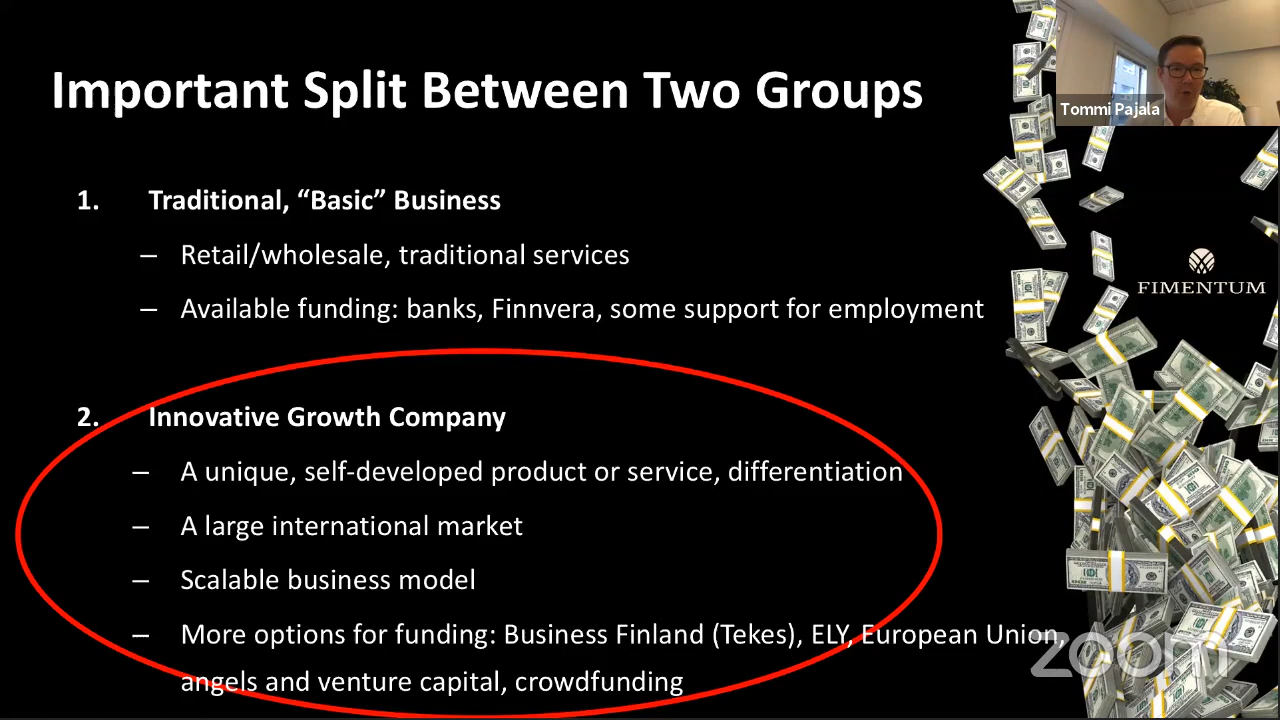 Important Split Between Two Groups
Tommi Pajala
1. Traditional, “Basic” Business
– Retail/wholesale, traditional services
– Available funding: banks, Finnvera, some support for employment
FIMENTUM
2. Innovative Growth Company
– A unique, self-developed product or service, differentiation
– A large international market
– Scalable business model
– More options for funding: Business Finland (Tekes), ELY, European Union,
angels and venture capital, crowdfunding
zoom